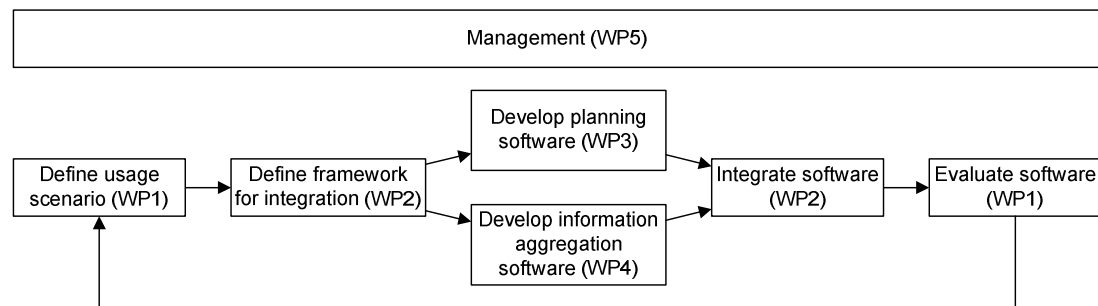 Management (WP5)
Develop planning
software (WP3)
Define usage
scenario (WP1)
Define framework
for integration (WP2)
Integrate software
(WP2)
Evaluate software
(WP1)
Develop information
aggregation
software (WP4)